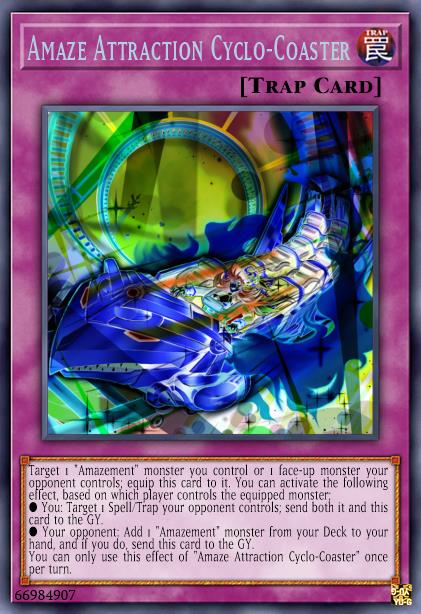 AMAZE ATTRACTION CYCLO-COASTER
TRAP
罠
[TRAP CARD]
Target 1 "Amazement" monster you control or 1 face-up monster your
opponent controls; equip this card to it. You can activate the following
effect, based on which player controls the equipped monster;
● You: Target 1 Spell/Trap your opponent controls; send both it and this
card to the GY.
● Your opponent: Add 1 "Amazement" monster from your Deck to your
hand, and if you do, send this card to the GY.
You can only use this effect of "Amaze Attraction Cyclo-Coaster" once
per turn.
66984907